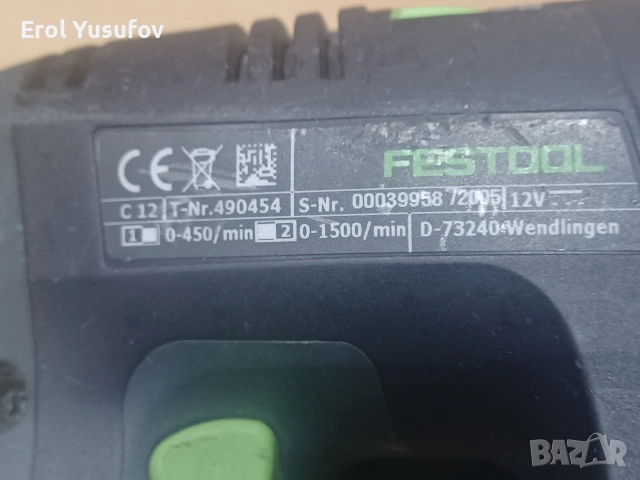 Erol Yusufov
CE
FESTOOL
C 12 T-Nr.490454 S-Nr. 00039958 72005 12V
1 0-450/min 2 0-1500/min D-73240 Wendlingen
BAZAR